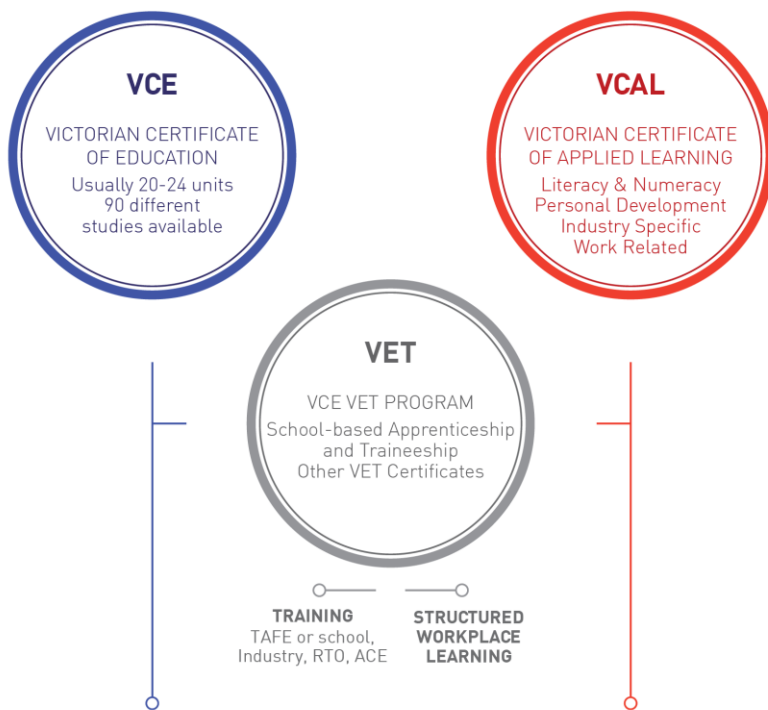 VCE
VICTORIAN CERTIFICATE
OF EDUCATION
Usually 20-24 units
90 different
studies available
VCAL
VICTORIAN CERTIFICATE
OF APPLIED LEARNING
Literacy & Numeracy
Personal Development
Industry Specific
Work Related
VET
VCE VET PROGRAM
School-based Apprenticeship
and Traineeship
Other VET Certificates
TRAINING
TAFE or school,
Industry, RTO, ACE
STRUCTURED
WORKPLACE
LEARNING